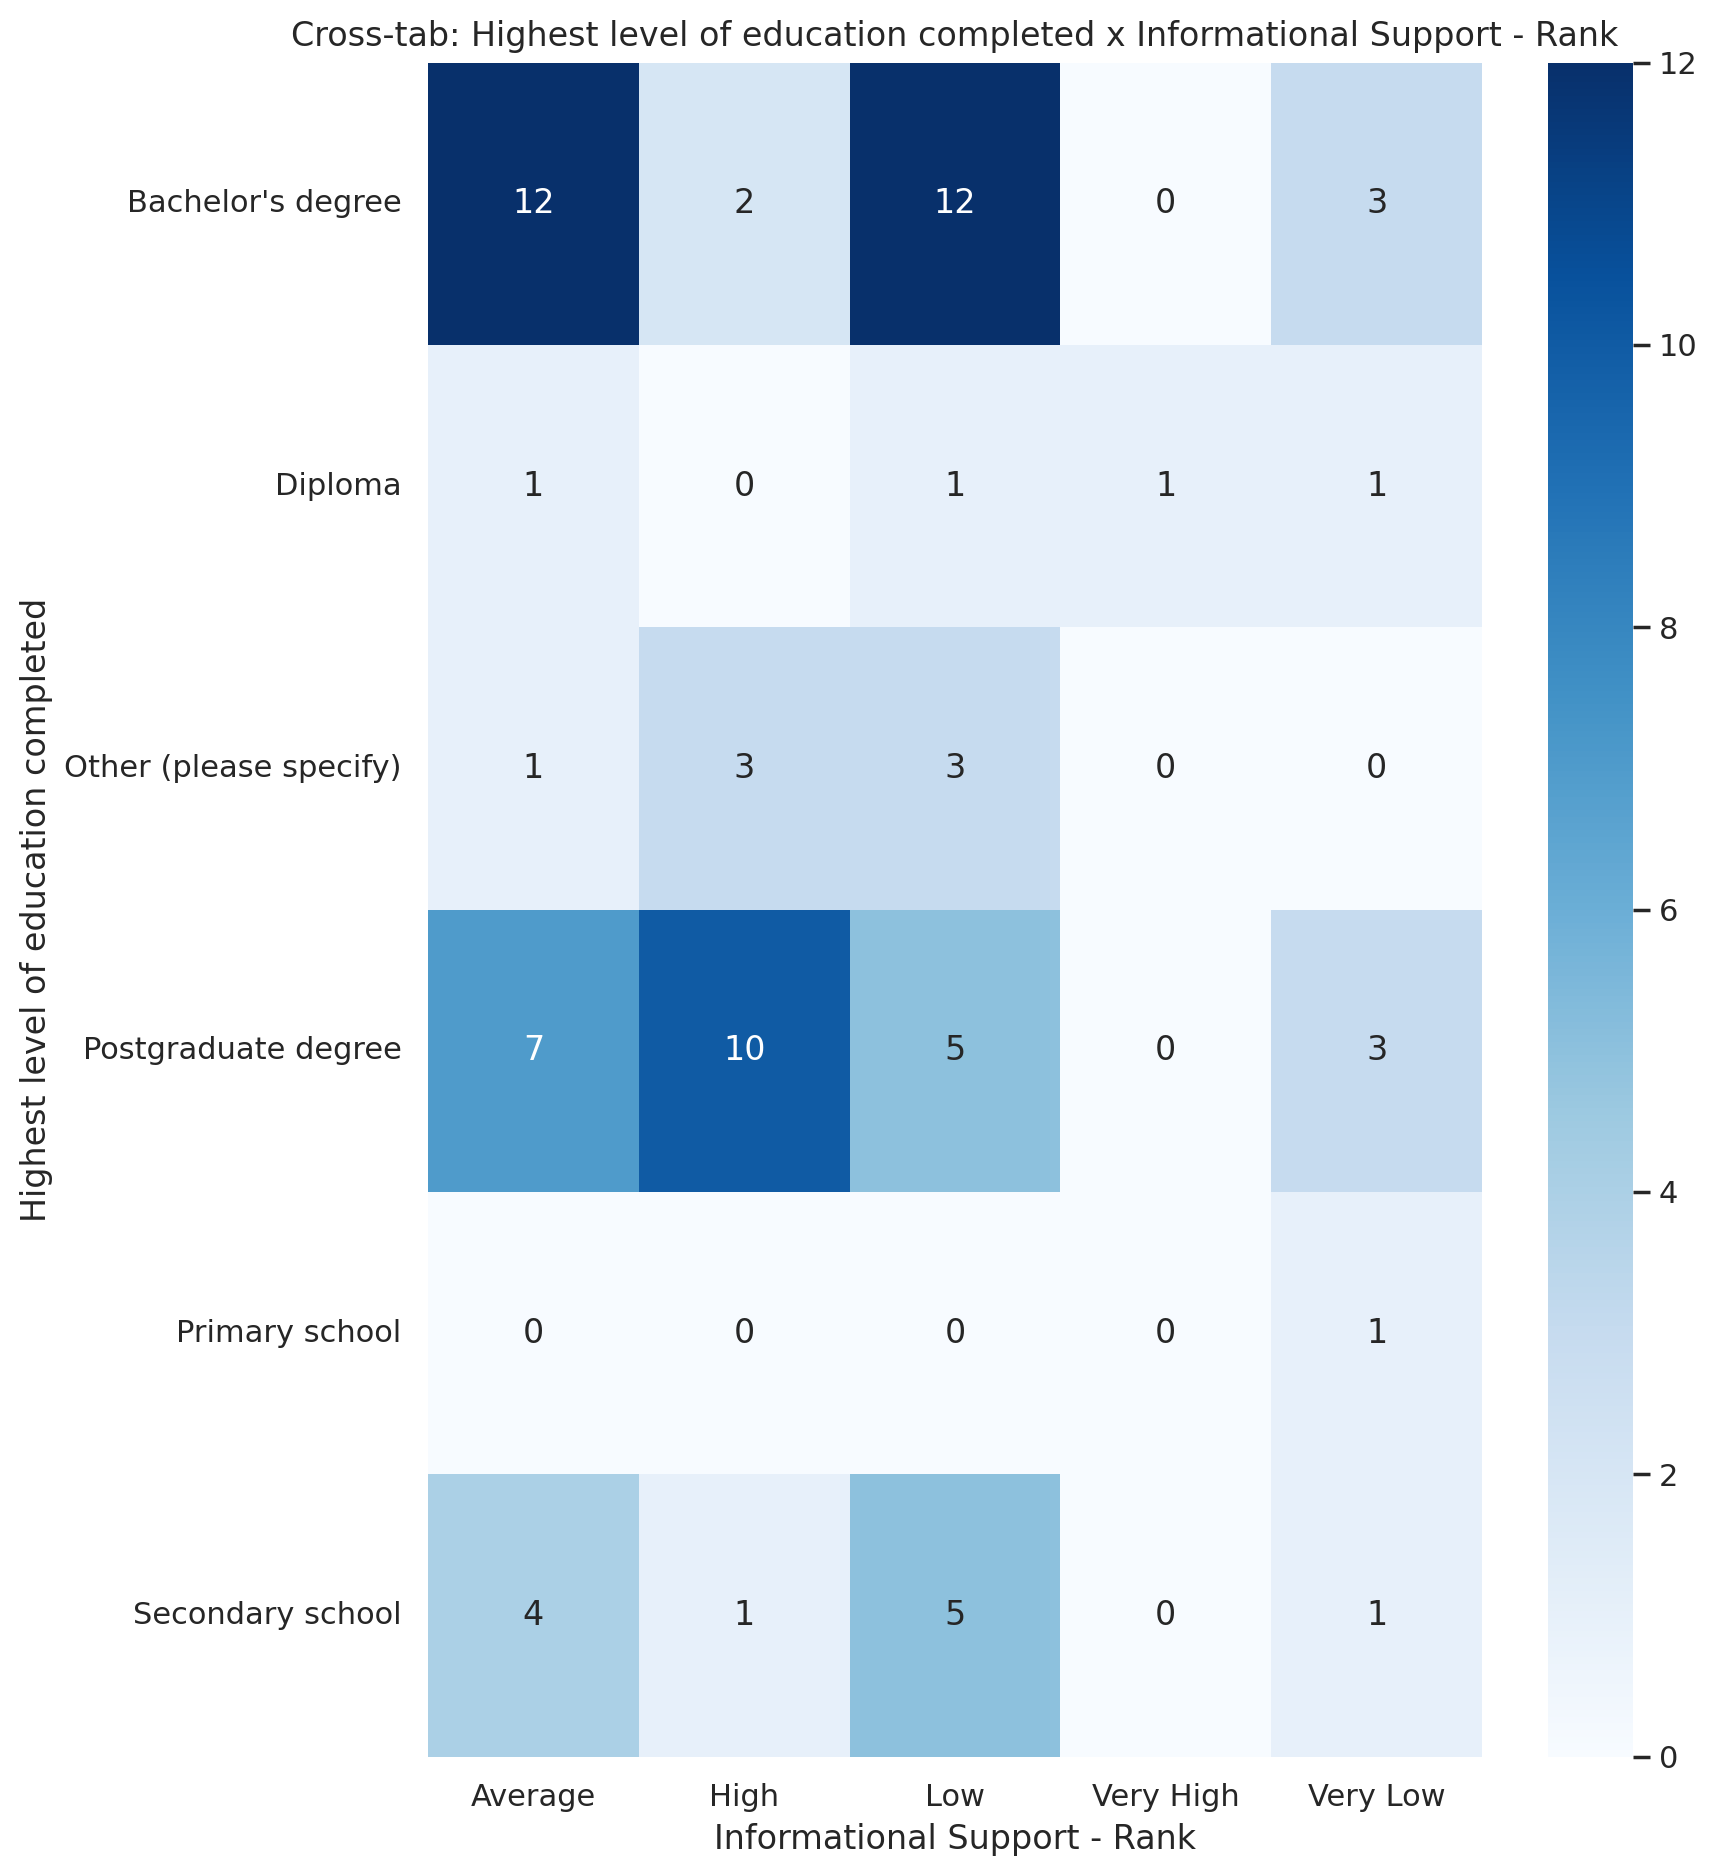 Cross-tab: Highest level of education completed x Informational Support - Rank
Highest level of education completed
Bachelor's degree 12 2 12 0 3
Diploma 1 0 1 1 1
Other (please specify) 1 3 3 0 0
Postgraduate degree 7 10 5 0 3
Primary school 0 0 0 0 1
Secondary school 4 1 5 0 1
Average High Low Very High Very Low
Informational Support - Rank
12
10
8
6
4
2
0